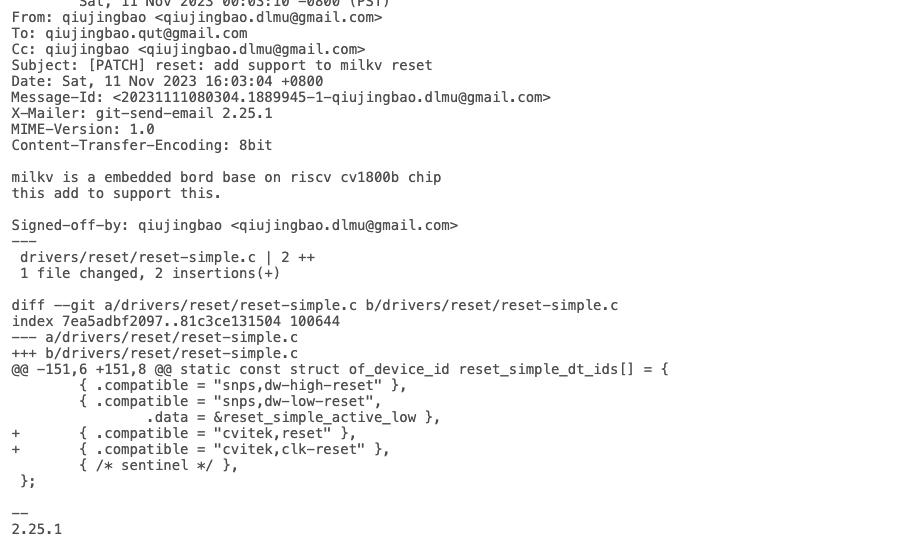 Sat, 11 Nov 2023 00:03:10 -0800 (PST)
From: qiujingbao <qiujingbao.dlmu@gmail.com>
To: qiujingbao.qut@gmail.com
Cc: qiujingbao <qiujingbao.dlmu@gmail.com>
Subject: [PATCH] reset: add support to milkv reset
Date: Sat, 11 Nov 2023 16:03:04 +0800
Message-Id: <20231111080304.1889945-1-qiujingbao.dlmu@gmail.com>
X-Mailer: git-send-email 2.25.1
MIME-Version: 1.0
Content-Transfer-Encoding: 8bit

milkv is a embedded bord base on riscv cv1800b chip
this add to support this.

Signed-off-by: qiujingbao <qiujingbao.dlmu@gmail.com>
---
 drivers/reset/reset-simple.c | 2 ++
 1 file changed, 2 insertions(+)

diff --git a/drivers/reset/reset-simple.c b/drivers/reset/reset-simple.c
index 7ea5adbf2097..81c3ce131504 100644
--- a/drivers/reset/reset-simple.c
+++ b/drivers/reset/reset-simple.c
@@ -151,6 +151,8 @@ static const struct of_device_id reset_simple_dt_ids[] = {
        { .compatible = "snps,dw-high-reset" },
        { .compatible = "snps,dw-low-reset",
                .data = &reset_simple_active_low },
+       { .compatible = "cvitek,reset" },
+       { .compatible = "cvitek,clk-reset" },
        { /* sentinel */ },
 };

--
2.25.1